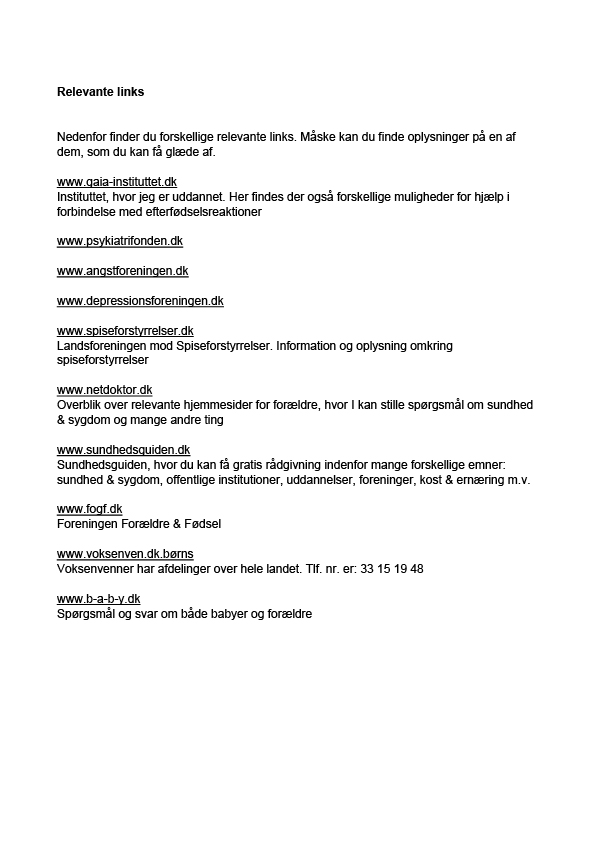 Relevante links
Nedenfor finder du forskellige relevante links. Måske kan du finde oplysninger på en af
dem, som du kan få glæde af.
www.gaia-instituttet.dk
Instituttet, hvor jeg er uddannet. Her findes der også forskellige muligheder for hjælp i
forbindelse med efterfødselsreaktioner
www.psykiatrifonden.dk
www.angstforeningen.dk
www.depressionsforeningen.dk
www.spiseforstyrrelser.dk
Landsforeningen mod Spiseforstyrrelser. Information og oplysning omkring
spiseforstyrrelser
www.netdoktor.dk
Overblik over relevante hjemmesider for forældre, hvor I kan stille spørgsmål om sundhed
& sygdom og mange andre ting
www.sundhedsguiden.dk
Sundhedsguiden, hvor du kan få gratis rådgivning indenfor mange forskellige emner:
sundhed & sygdom, offentlige institutioner, uddannelser, foreninger, kost & ernæring m.v.
www.fogf.dk
Foreningen Forældre & Fødsel
www.voksenven.dk.børns
Voksenvenner har afdelinger over hele landet. Tlf. nr. er: 33 15 19 48
www.b-a-b-y.dk
Spørgsmål og svar om både babyer og forældre